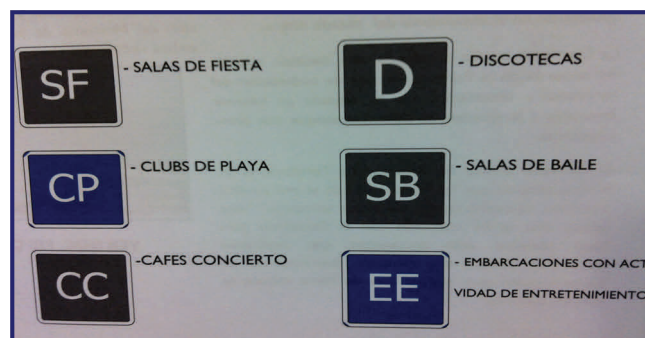 SF - SALAS DE FIESTA
D - DISCOTECAS
CP - CLUBS DE PLAYA
SB - SALAS DE BAILE
CC -CAFES CONCIERTO
EE - EMBARCACIONES CON ACT
VIDAD DE ENTRETENIMIENTO